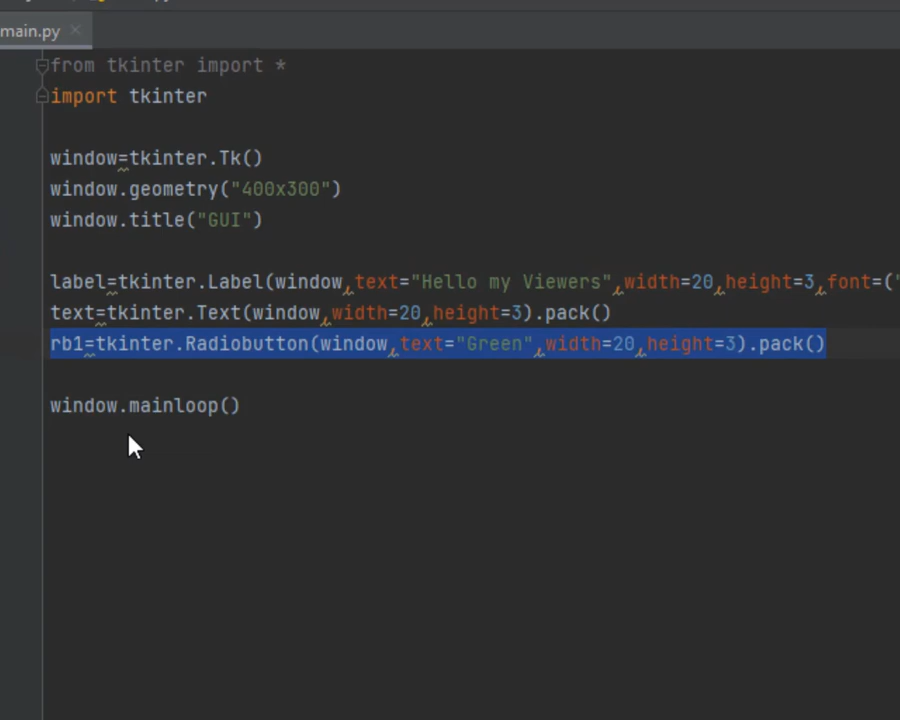 main.py
from tkinter import *
import tkinter
window=tkinter.Tk()
window.geometry("400x300")
window.title("GUI")
label=tkinter.Label(window,text="Hello my Viewers",width=20,height=3,font=("
text=tkinter.Text(window,width=20,height=3).pack()
rb1=tkinter.Radiobutton(window,text="Green",width=20,height=3).pack()
window.mainloop()